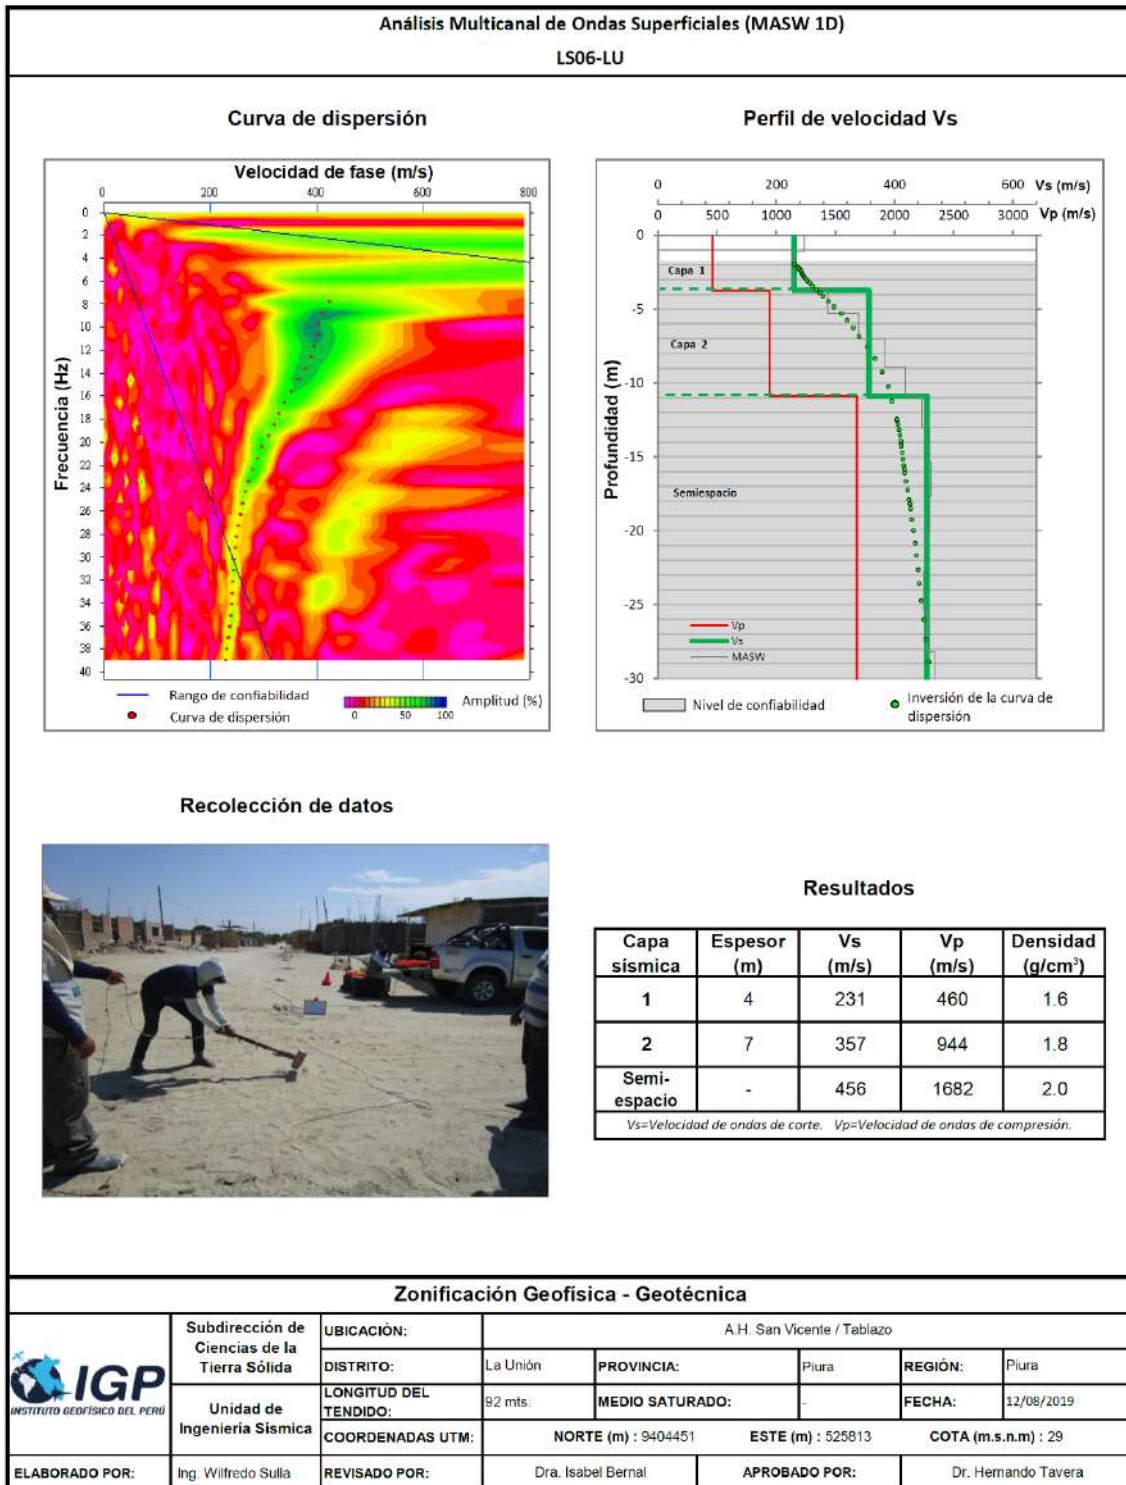 Análisis Multicanal de Ondas Superficiales (MASW 1D)
LS06-LU
Curva de dispersión
Velocidad de fase (m/s)
0 200 400 600 800
Frecuencia (Hz)
0
2
4
6
8
10
12
14
16
18
20
22
24
26
28
30
32
34
36
38
40
Rango de confiabilidad
Curva de dispersión
0 50 100
Amplitud (%)
Perfil de velocidad Vs
0 200 400 600 Vs (m/s)
0 500 1000 1500 2000 2500 3000 Vp (m/s)
Profundidad (m)
0
-5
-10
-15
-20
-25
-30
Capa 1
Capa 2
Semiespacio
Vp
Vs
MASW
Nivel de confiabilidad
Inversión de la curva de
dispersión
Recolección de datos
Resultados
Capa sísmica Espesor (m) Vs (m/s) Vp (m/s) Densidad (g/cm³)
1 4 231 460 1.6
2 7 357 944 1.8
Semi-espacio - 456 1682 2.0
Vs=Velocidad de ondas de corte. Vp=Velocidad de ondas de compresión.
Zonificación Geofísica - Geotécnica
IGP
INSTITUTO GEOFÍSICO DEL PERÚ
Subdirección de
Ciencias de la
Tierra Sólida
Unidad de
Ingeniería Sísmica
UBICACIÓN: A.H. San Vicente / Tablazo
DISTRITO: La Unión PROVINCIA: Piura REGIÓN: Piura
LONGITUD DEL TENDIDO: 92 mts. MEDIO SATURADO: - FECHA: 12/08/2019
COORDENADAS UTM: NORTE (m) : 9404451 ESTE (m) : 525813 COTA (m.s.n.m) : 29
ELABORADO POR: Ing. Wilfredo Sulla REVISADO POR: Dra. Isabel Bernal APROBADO POR: Dr. Hernando Tavera